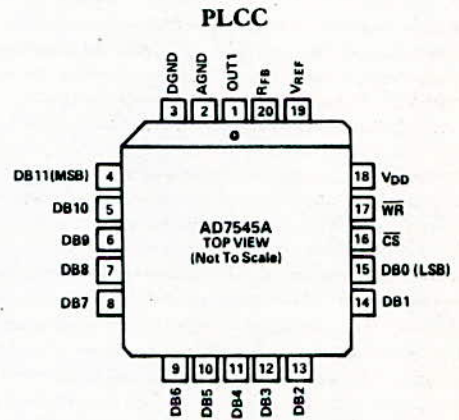 PLCC
DGND AGND OUT1 RFB VREF
3 2 1 20 19
DB11(MSB) 4
DB10 5
DB9 6
DB8 7
DB7 8
AD7545A
TOP VIEW
(Not To Scale)
18 VDD
17 WR
16 CS
15 DB0 (LSB)
14 DB1
9 10 11 12 13
DB6 DB5 DB4 DB3 DB2